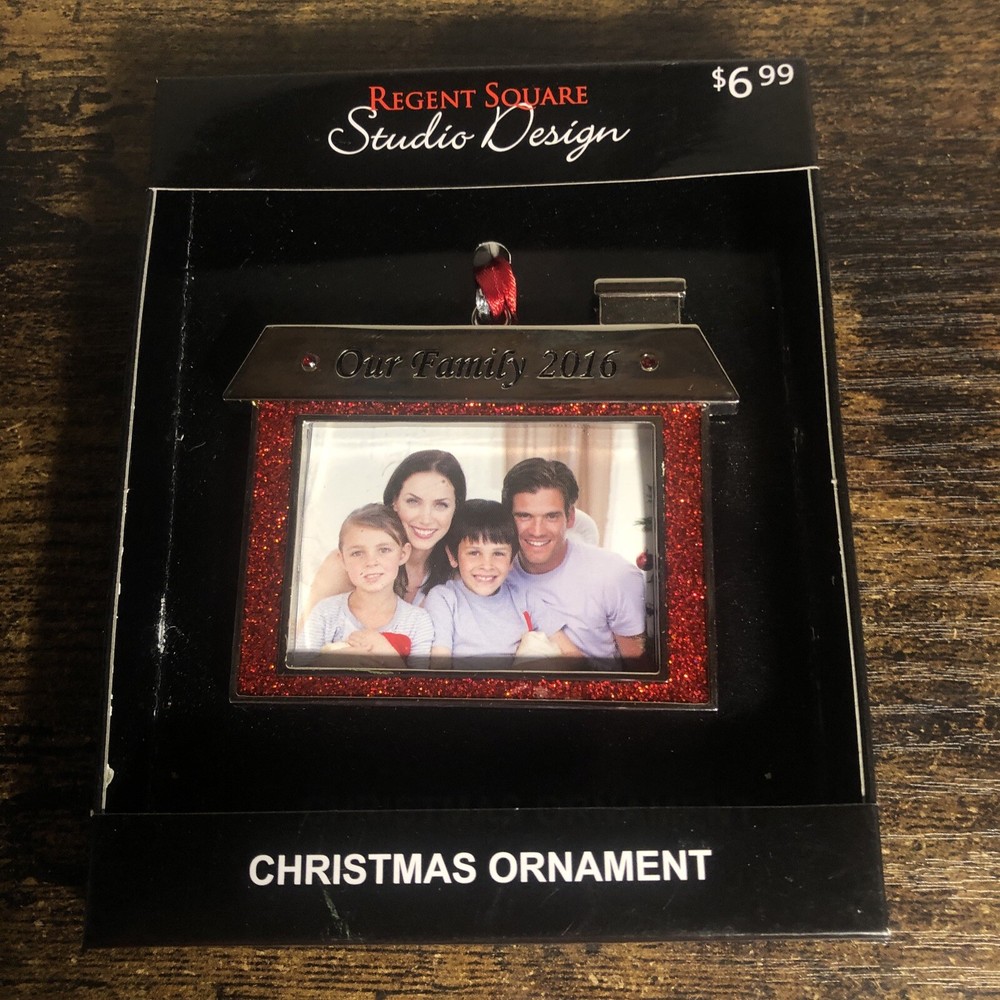 REGENT SQUARE
Studio Design
$6.99
Our Family 2016
CHRISTMAS ORNAMENT